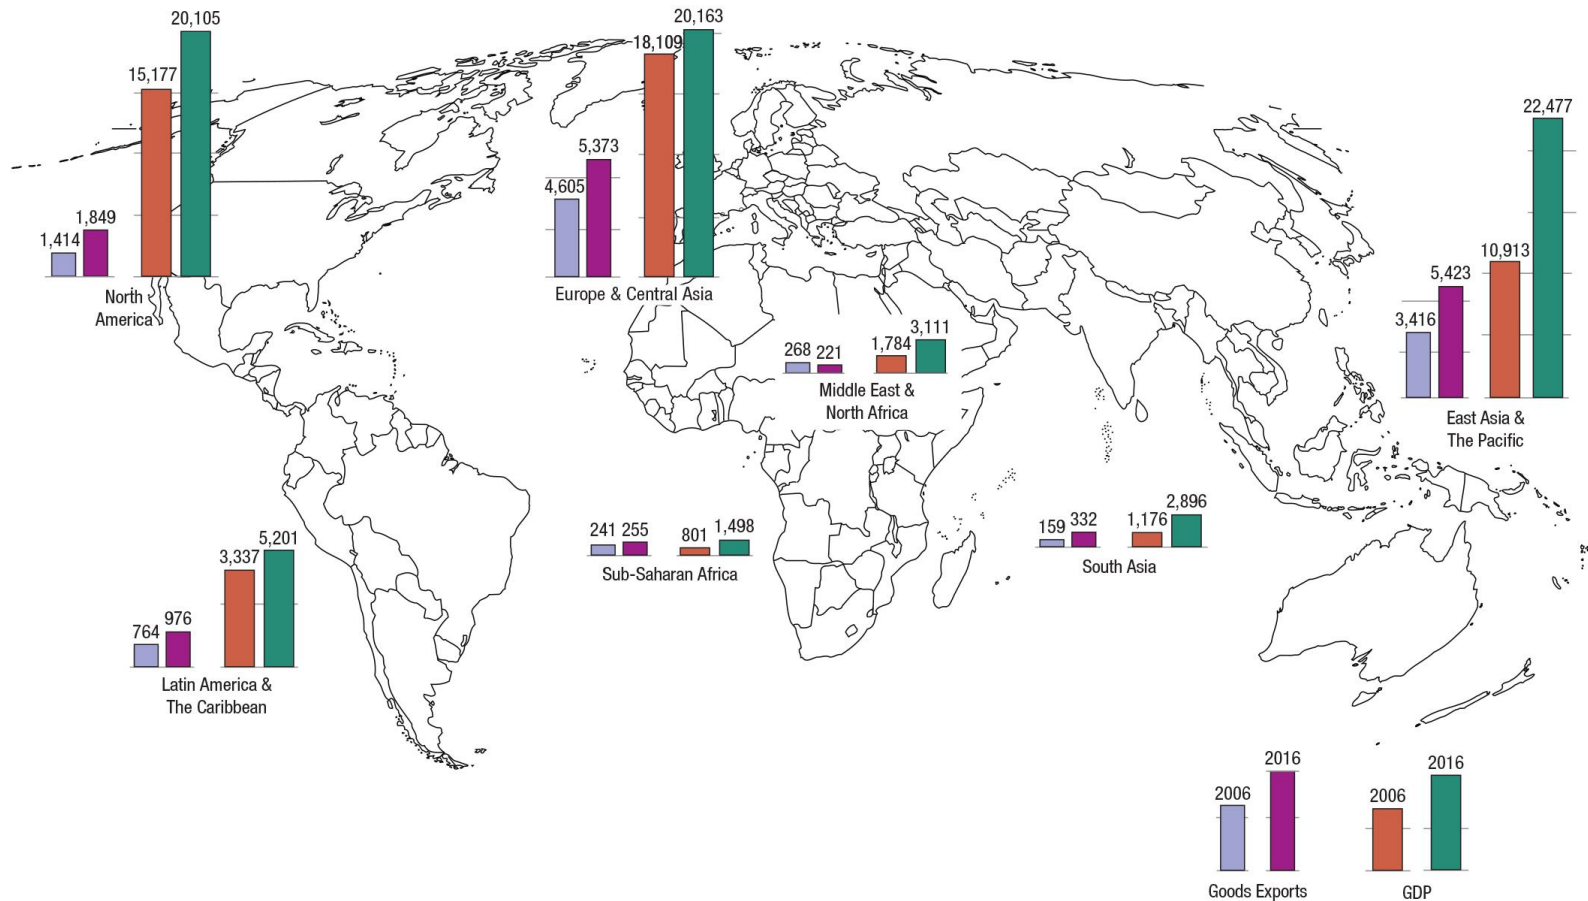 20,105
15,177
1,849
1,414
North
America
20,163
18,109
5,373
4,605
Europe & Central Asia
22,477
10,913
5,423
3,416
East Asia &
The Pacific
3,111
1,784
268
221
Middle East &
North Africa
2,896
1,176
332
159
South Asia
1,498
801
255
241
Sub-Saharan Africa
5,201
3,337
976
764
Latin America &
The Caribbean
2016
2006
Goods Exports
2016
2006
GDP